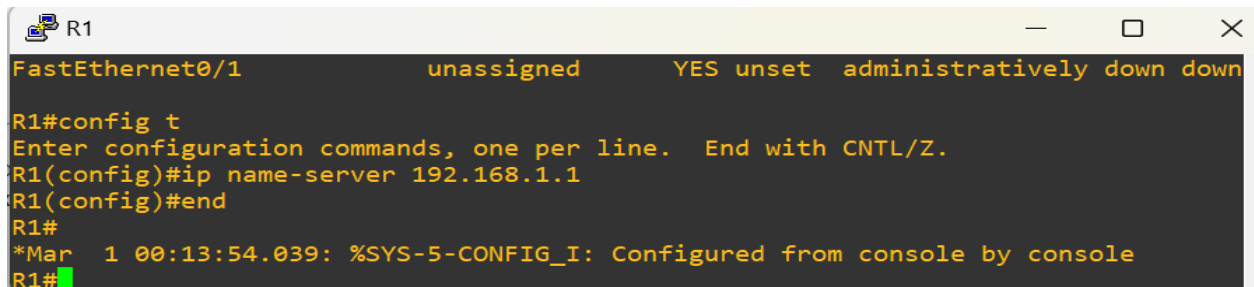 R1
FastEthernet0/1 unassigned YES unset administratively down down
R1#config t
Enter configuration commands, one per line. End with CNTL/Z.
R1(config)#ip name-server 192.168.1.1
R1(config)#end
R1#
*Mar 1 00:13:54.039: %SYS-5-CONFIG_I: Configured from console by console
R1#